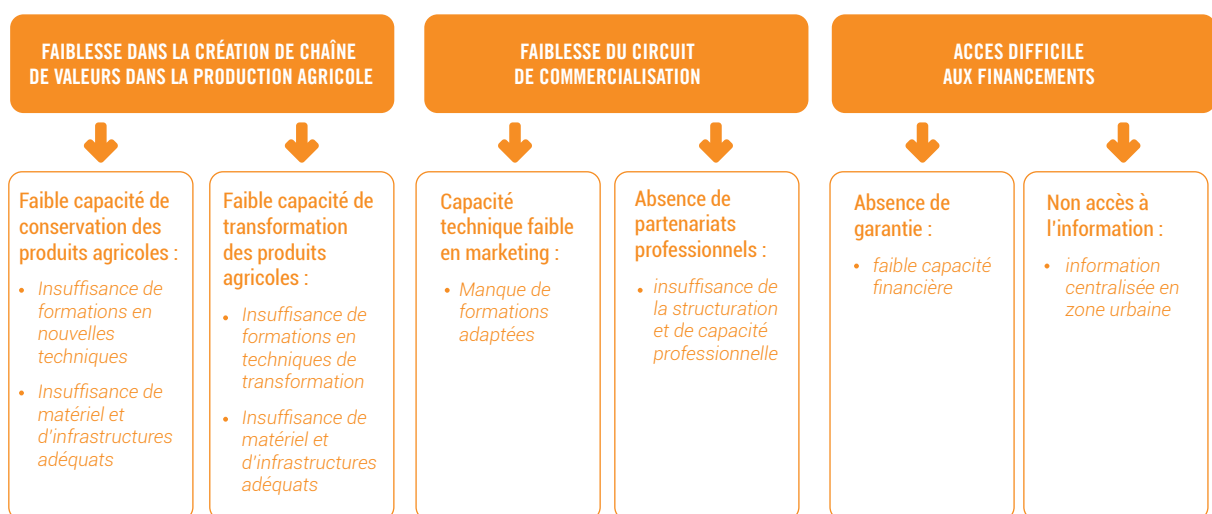 FAIBLESSE DANS LA CRÉATION DE CHAÎNE
DE VALEURS DANS LA PRODUCTION AGRICOLE
Faible capacité de
conservation des
produits agricoles :
• Insuffisance de
formations en
nouvelles
techniques
• Insuffisance de
matériel et
d'infrastructures
adéquats
Faible capacité de
transformation
des produits
agricoles :
• Insuffisance de
formations en
techniques de
transformation
• Insuffisance de
matériel et
d'infrastructures
adéquats
FAIBLESSE DU CIRCUIT
DE COMMERCIALISATION
Capacité
technique faible
en marketing :
• Manque de
formations
adaptées
Absence de
partenariats
professionnels :
• insuffisance de
la structuration
et de capacité
professionnelle
ACCES DIFFICILE
AUX FINANCEMENTS
Absence de
garantie :
• faible capacité
financière
Non accès à
l'information :
• information
centralisée en
zone urbaine